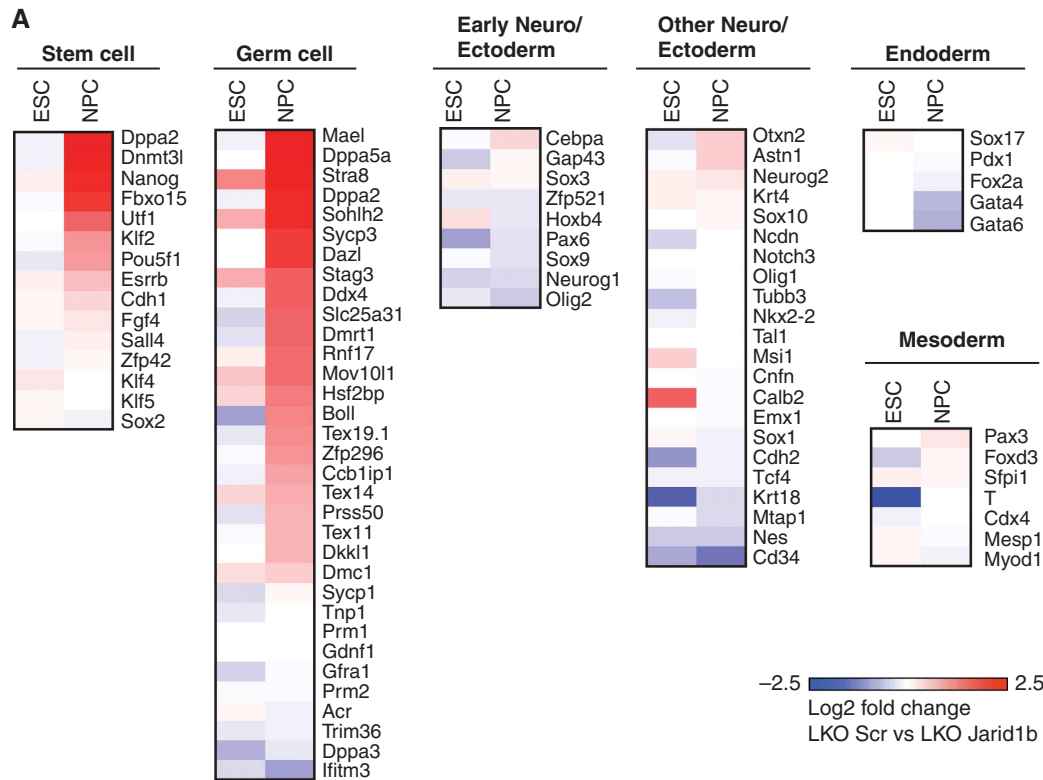 A
Stem cell
ESC
NPC
Dppa2
Dnmt3l
Nanog
Fbxo15
Utf1
Klf2
Pou5f1
Esrrb
Cdh1
Fgf4
Sall4
Zfp42
Klf4
Klf5
Sox2
Germ cell
ESC
NPC
Mael
Dppa5a
Stra8
Dppa2
Sohlh2
Sycp3
Dazl
Stag3
Ddx4
Slc25a31
Dmrt1
Rnf17
Mov10l1
Hsf2bp
Boll
Tex19.1
Zfp296
Ccb1ip1
Tex14
Prss50
Tex11
Dkkl1
Dmc1
Sycp1
Tnp1
Prm1
Gdnf1
Gfra1
Prm2
Acr
Trim36
Dppa3
Ifitm3
Early Neuro/
Ectoderm
ESC
NPC
Cebpa
Gap43
Sox3
Zfp521
Hoxb4
Pax6
Sox9
Neurog1
Olig2
Other Neuro/
Ectoderm
ESC
NPC
Otxn2
Astn1
Neurog2
Krt4
Sox10
Ncdn
Notch3
Olig1
Tubb3
Nkx2-2
Tal1
Msi1
Cnfn
Calb2
Emx1
Sox1
Cdh2
Tcf4
Krt18
Mtap1
Nes
Cd34
Endoderm
ESC
NPC
Sox17
Pdx1
Fox2a
Gata4
Gata6
Mesoderm
ESC
NPC
Pax3
Foxd3
Sfpi1
T
Cdx4
Mesp1
Myod1
−2.5 2.5
Log2 fold change
LKO Scr vs LKO Jarid1b